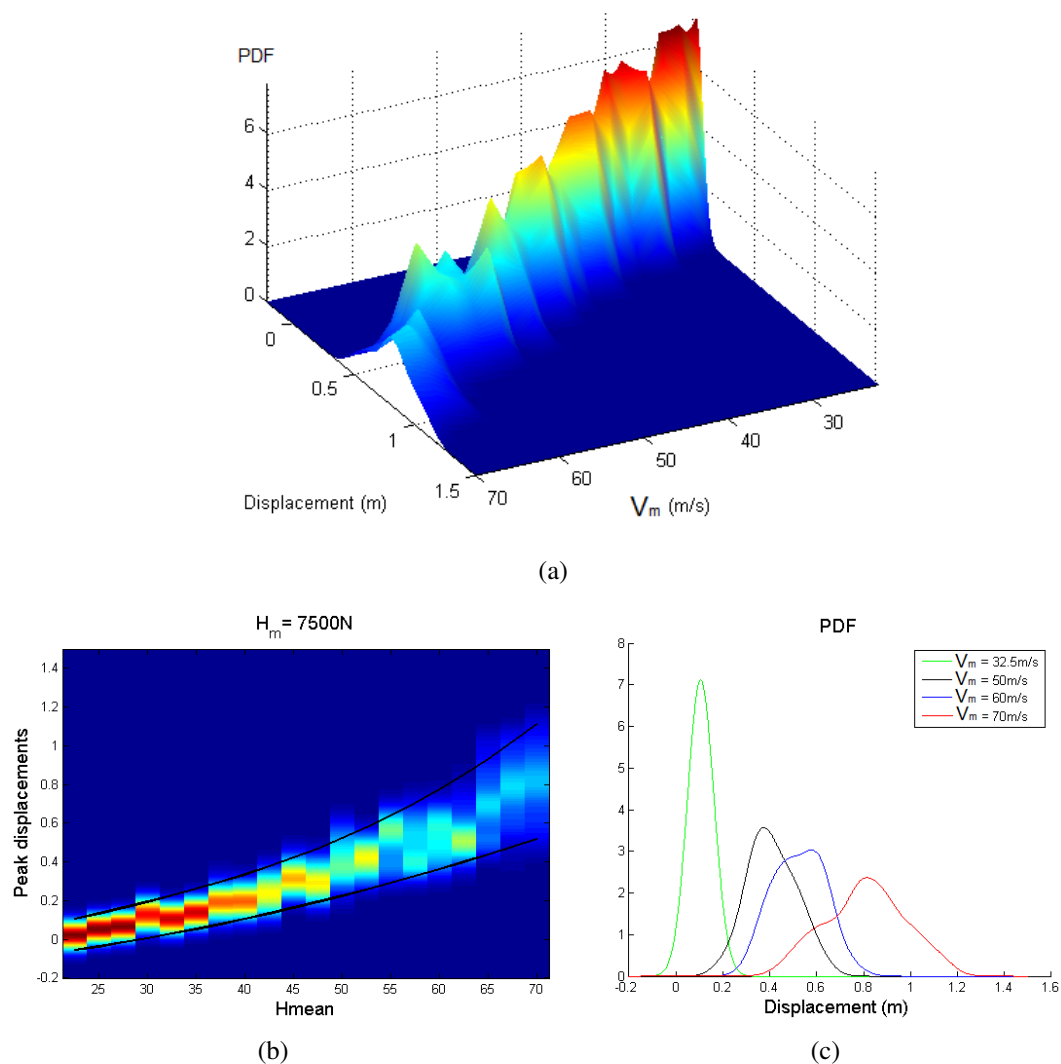 PDF
6
4
2
0
0
0.5
1
1.5
Displacement (m)
70
60
50
40
30
Vm (m/s)
(a)
Hm= 7500N
Peak displacements
1.4
1.2
1
0.8
0.6
0.4
0.2
0
-0.2
25 30 35 40 45 50 55 60 65 70
Hmean
(b)
PDF
8
7
6
5
4
3
2
1
0
Vm = 32.5m/s
Vm = 50m/s
Vm = 60m/s
Vm = 70m/s
-0.2 0 0.2 0.4 0.6 0.8 1 1.2 1.4 1.6
Displacement (m)
(c)